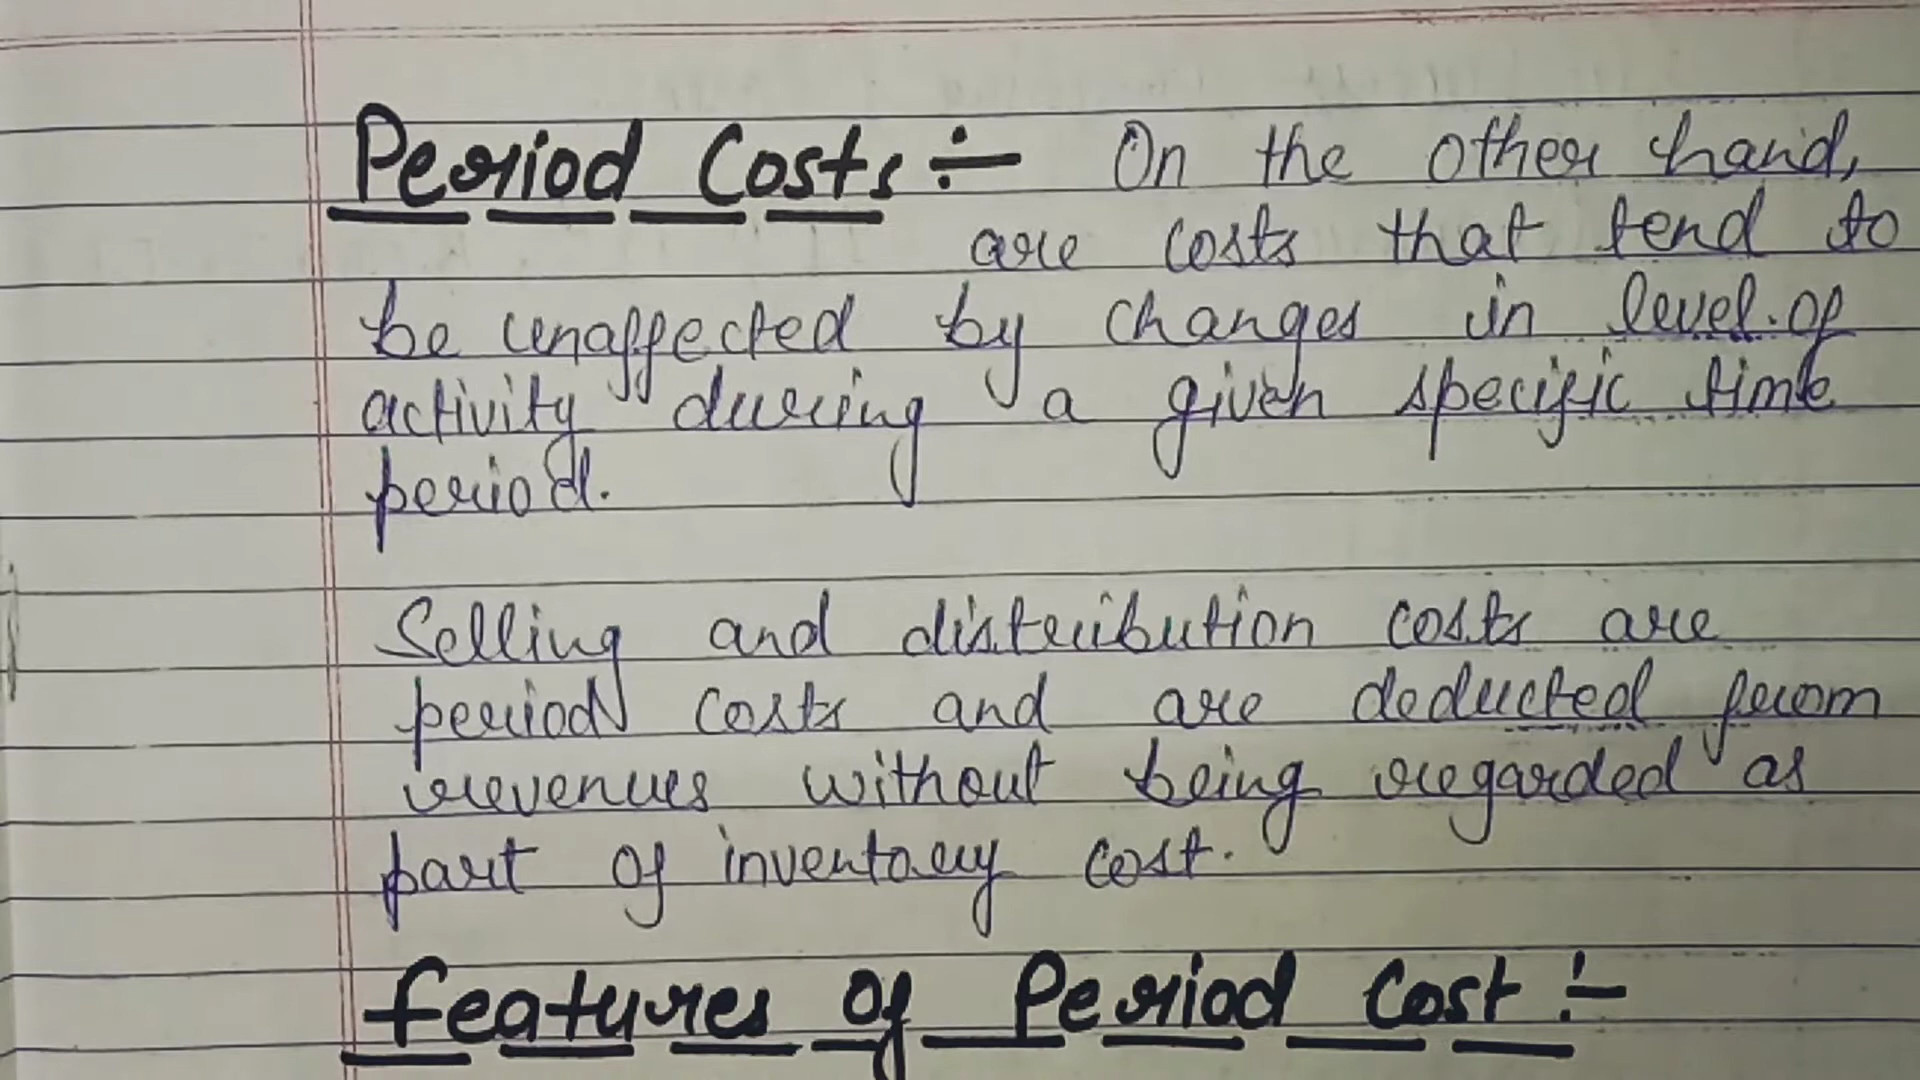 Period Costs :- On the other hand,
are costs that tend to
be unaffected by changes in level of
activity during a given specific time
period.
Selling and distribution costs are
period costs and are deducted from
revenues without being regarded as
part of inventory cost.
Features of Period Cost :-